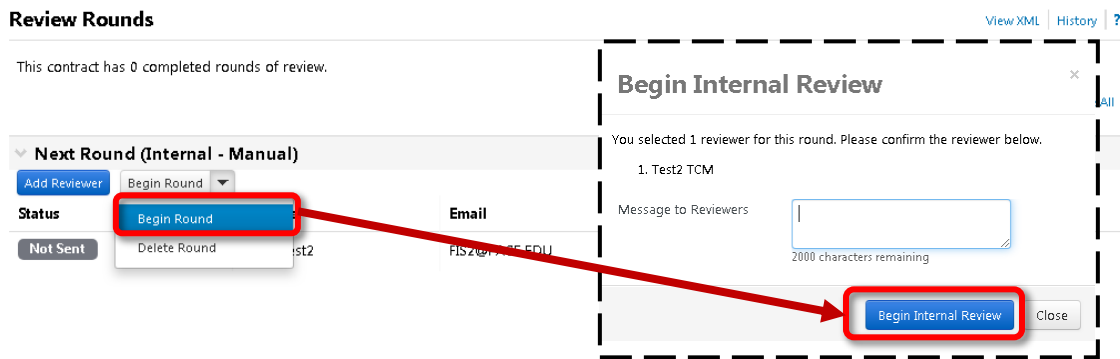 Review Rounds
View XML
History
?
This contract has 0 completed rounds of review.
All
Next Round (Internal - Manual)
Add Reviewer
Begin Round
Status
Email
Begin Round
Not Sent
Delete Round
est2
Begin Internal Review
×
You selected 1 reviewer for this round. Please confirm the reviewer below.
1. Test2 TCM
Message to Reviewers
2000 characters remaining
Begin Internal Review
Close